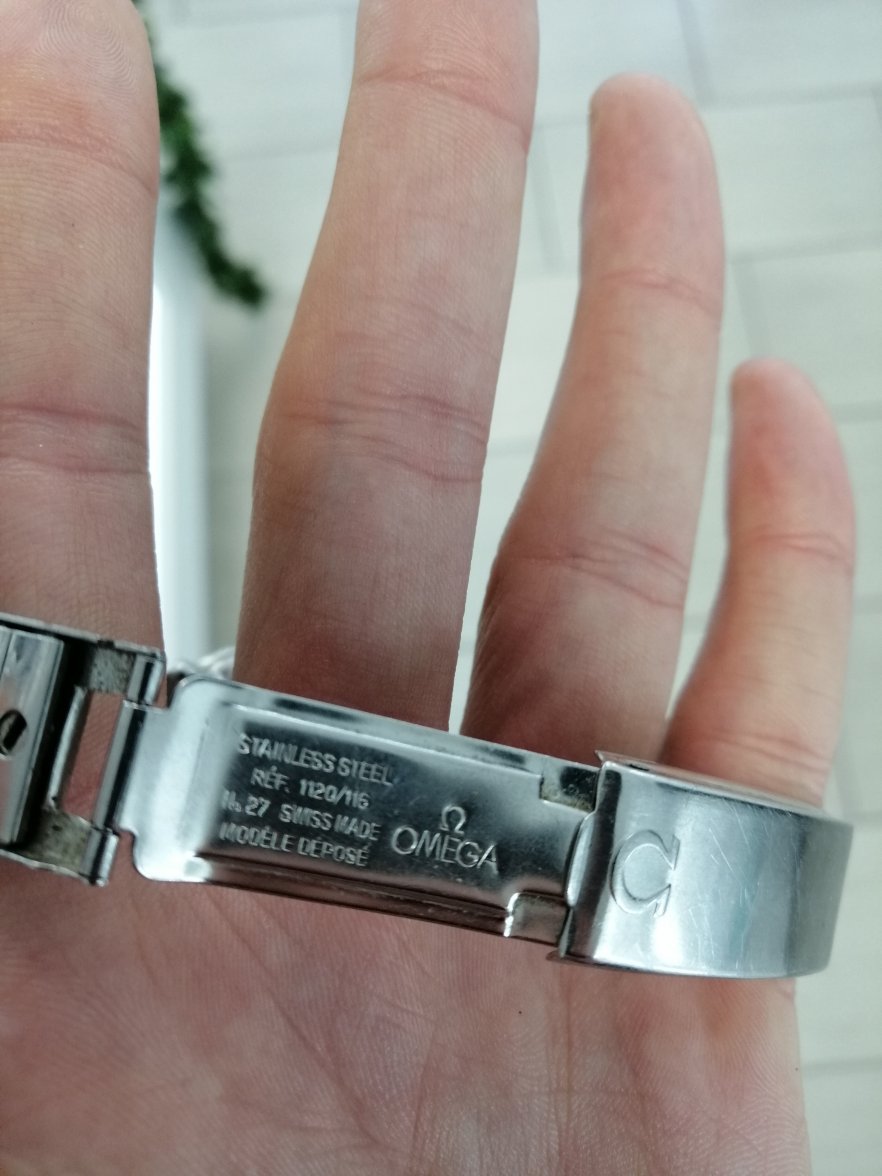 STAINLESS STEEL
RÉF. 1120/116
No 27 SWISS MADE
MODÈLE DÉPOSÉ
Ω
OMEGA
Ω